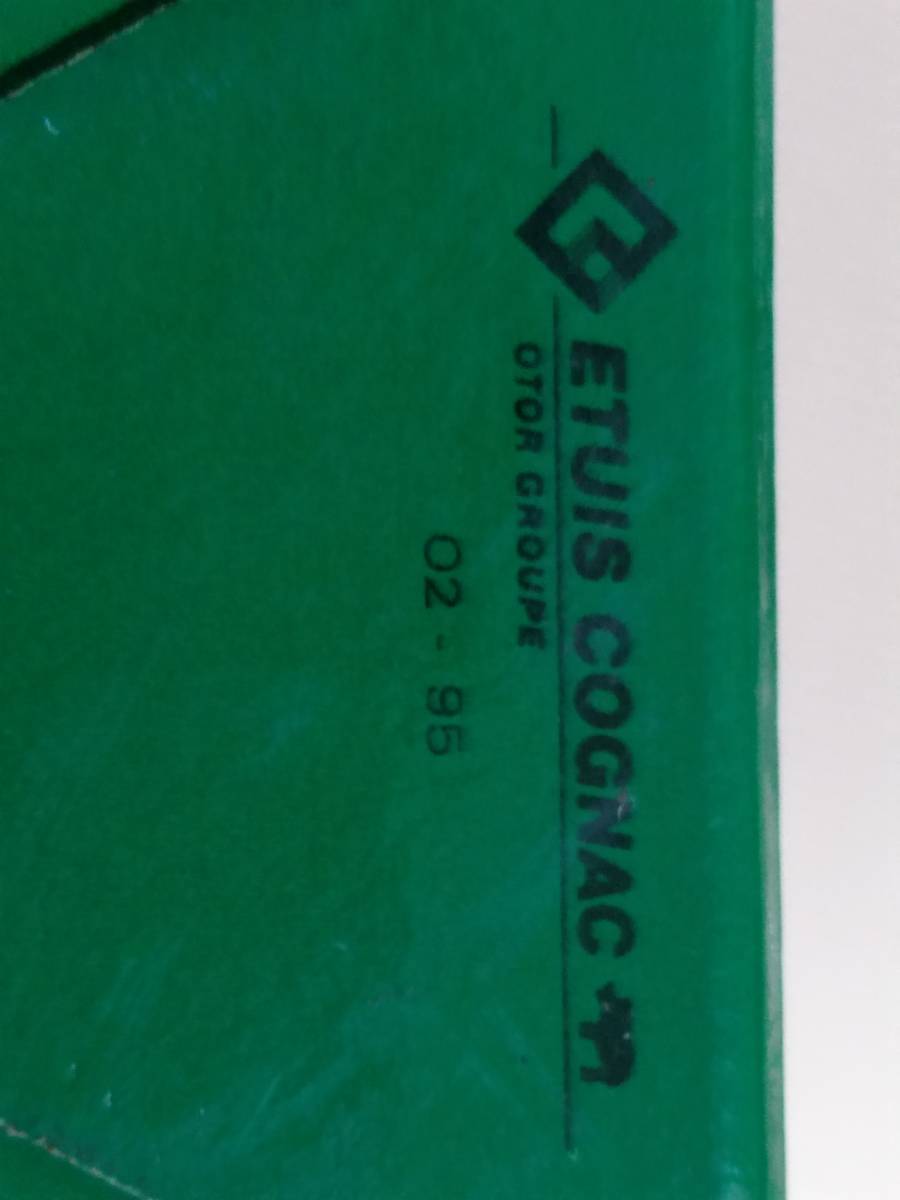 ETUIS COGNAC
OTOR GROUPE
02 - 95